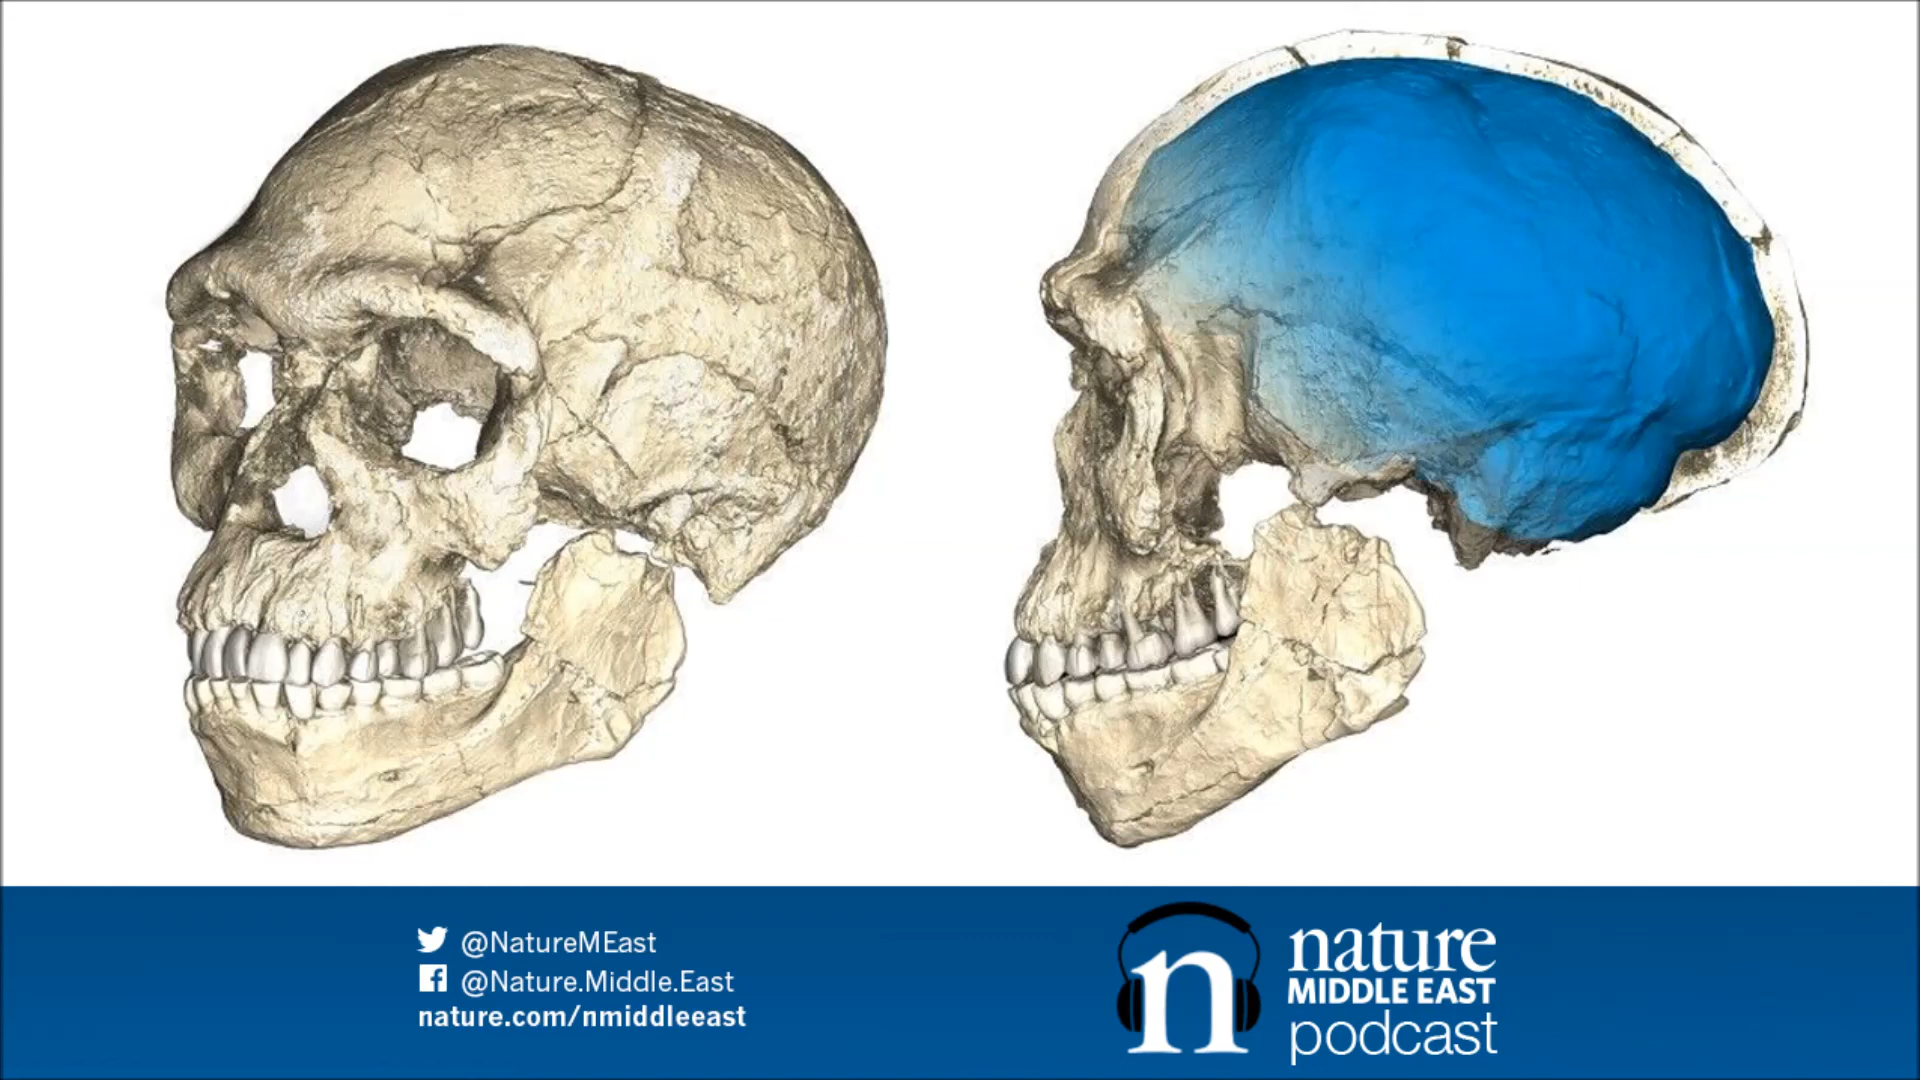 @NatureMEast
@Nature.Middle.East
nature.com/nmiddleeast
n
nature
MIDDLE EAST
podcast